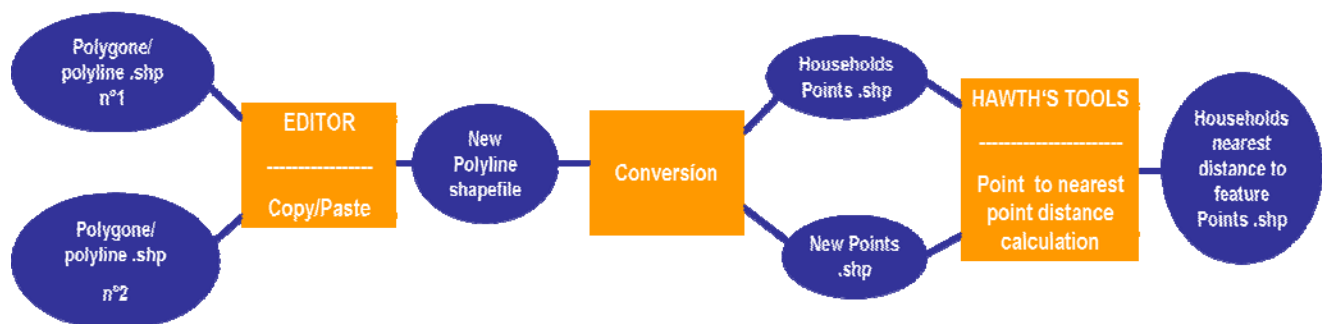 Polygone/
polyline .shp
n°1
Polygone/
polyline .shp
n°2
EDITOR
----------------
Copy/Paste
New
Polyline
shapefile
Conversion
Households
Points .shp
New Points
.shp
HAWTH'S TOOLS
----------------------
Point to nearest
point distance
calculation
Households
nearest
distance to
feature
Points .shp